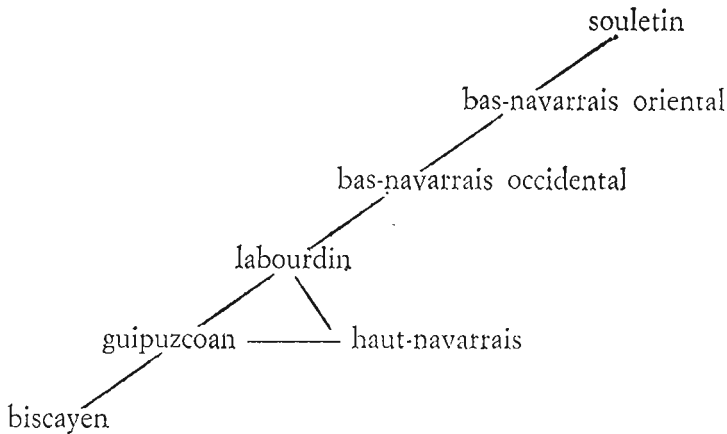 souletin
bas-navarrais oriental
bas-navarrais occidental
labourdin
guipuzcoan
haut-navarrais
biscayen